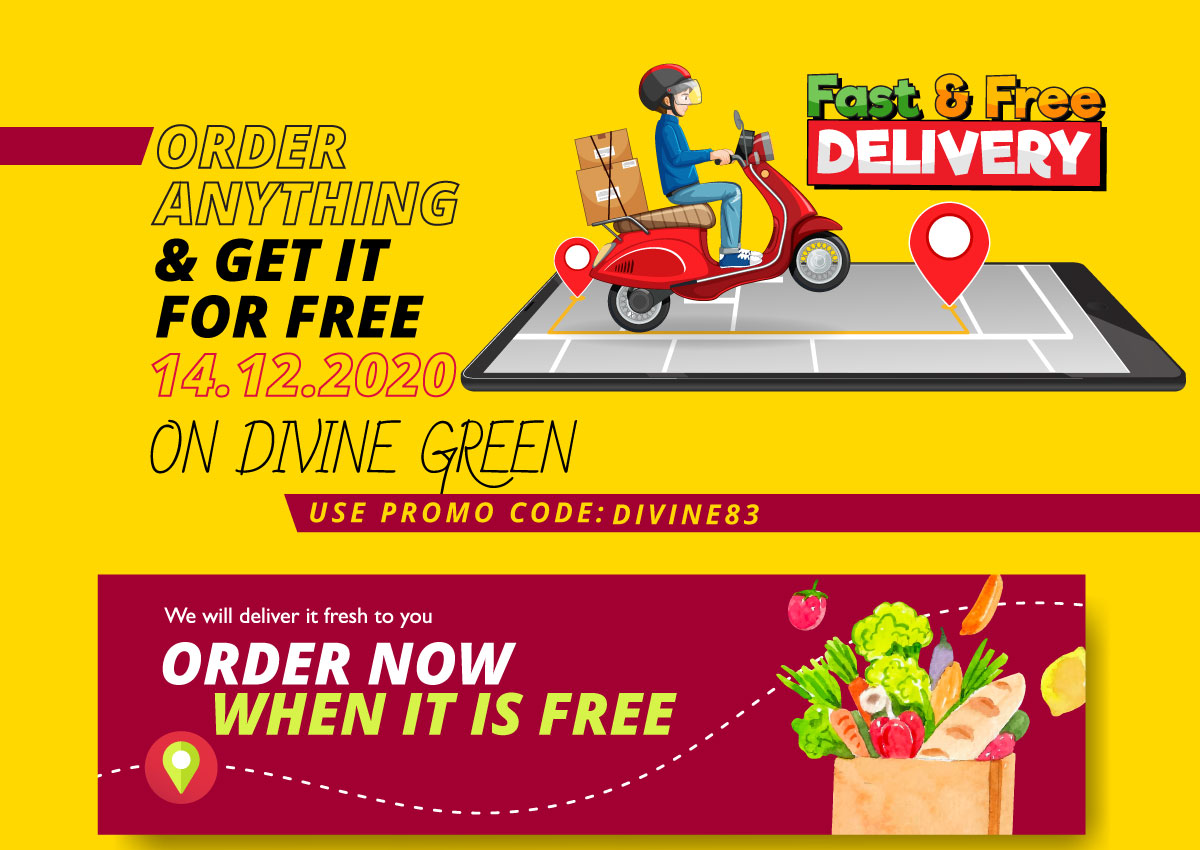 Fast & Free
DELIVERY
ORDER
ANYTHING
& GET IT
FOR FREE
14.12.2020
ON DIVINE GREEN
USE PROMO CODE: DIVINE83
We will deliver it fresh to you
ORDER NOW
WHEN IT IS FREE